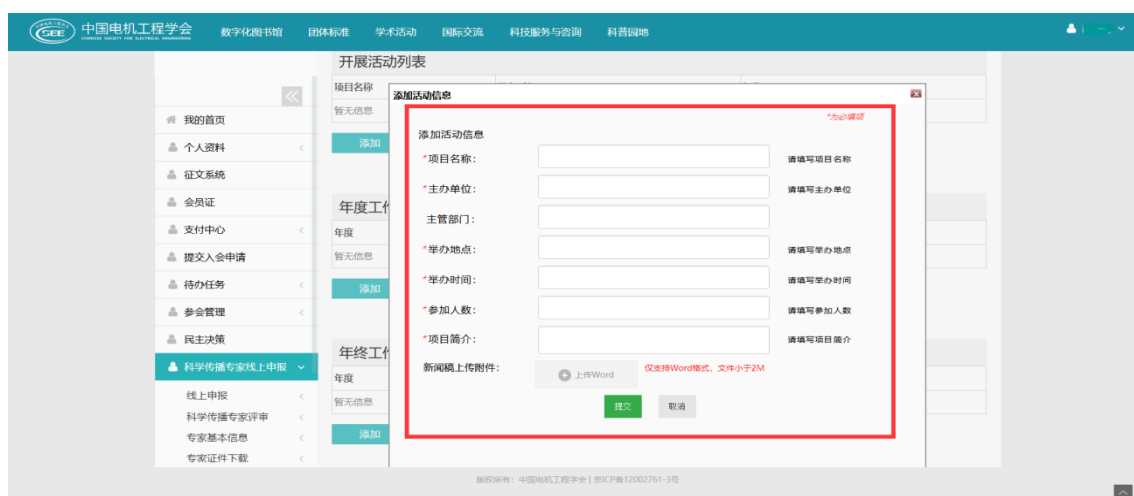 中国电机工程学会 数字化图书馆 团体标准 学术活动 国际交流 科技服务与咨询 科普园地
CSEE
CHINESE SOCIETY FOR ELECTRICAL ENGINEERING
我的首页
个人资料
征文系统
会员证
支付中心
提交入会申请
待办任务
参会管理
民主决策
科学传播专家线上申报
线上申报
科学传播专家评审
专家基本信息
专家证件下载
开展活动列表
项目名称
暂无信息
添加
年度工作
年度
暂无信息
添加
年终工作
年度
暂无信息
添加
添加活动信息
*为必填项
添加活动信息
*项目名称： 请填写项目名称
*主办单位： 请填写主办单位
主管部门：
*举办地点： 请填写举办地点
*举办时间： 请填写举办时间
*参加人数： 请填写参加人数
*项目简介： 请填写项目简介
新闻稿上传附件： 上传Word 仅支持Word格式，文件小于2M
提交 取消
版权所有：中国电机工程学会 | 京ICP备12002761-3号